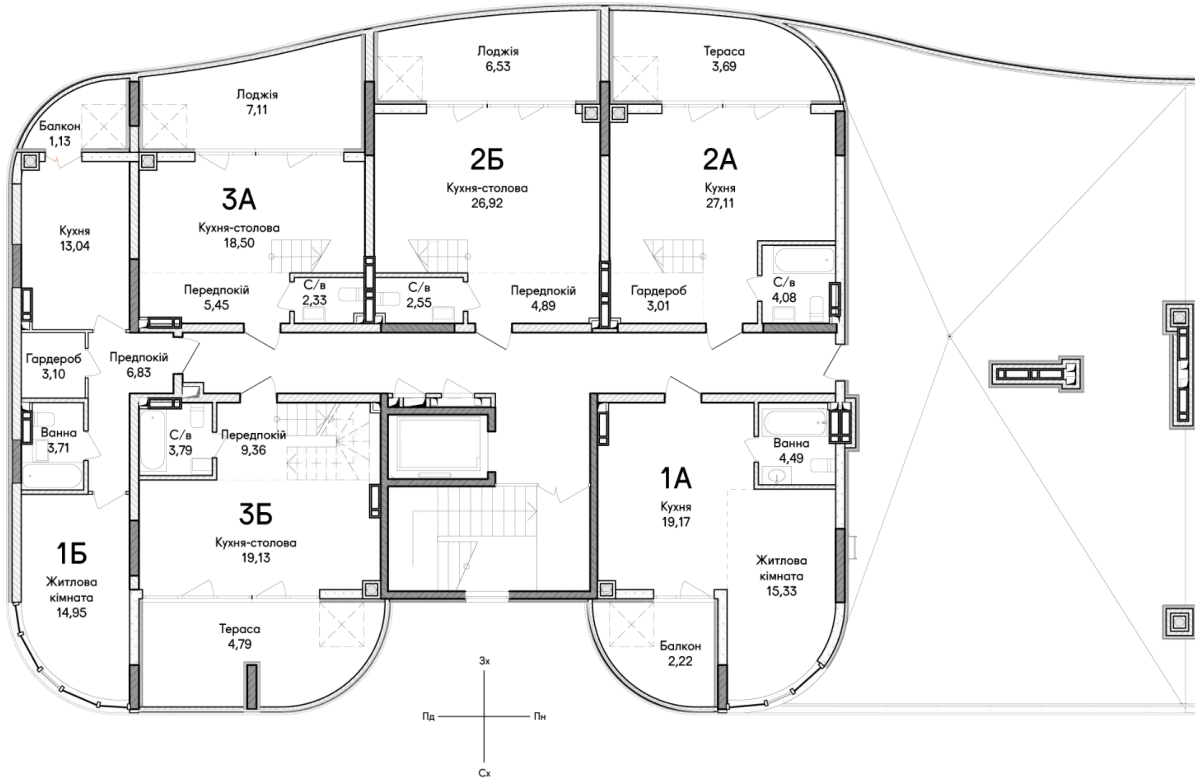 Лоджія
6,53
Тераса
3,69
Лоджія
7,11
Балкон
1,13
2Б
Кухня-столова
26,92
2А
Кухня
27,11
3А
Кухня-столова
18,50
Кухня
13,04
Передпокій
5,45
С/в
2,33
С/в
2,55
Передпокій
4,89
Гардероб
3,01
С/в
4,08
Гардероб
3,10
Предпокій
6,83
Ванна
3,71
С/в
3,79
Передпокій
9,36
Ванна
4,49
1А
Кухня
19,17
3Б
Кухня-столова
19,13
1Б
Житлова
кімната
14,95
Житлова
кімната
15,33
Тераса
4,79
Балкон
2,22
Зх
Пд
Пн
Сх